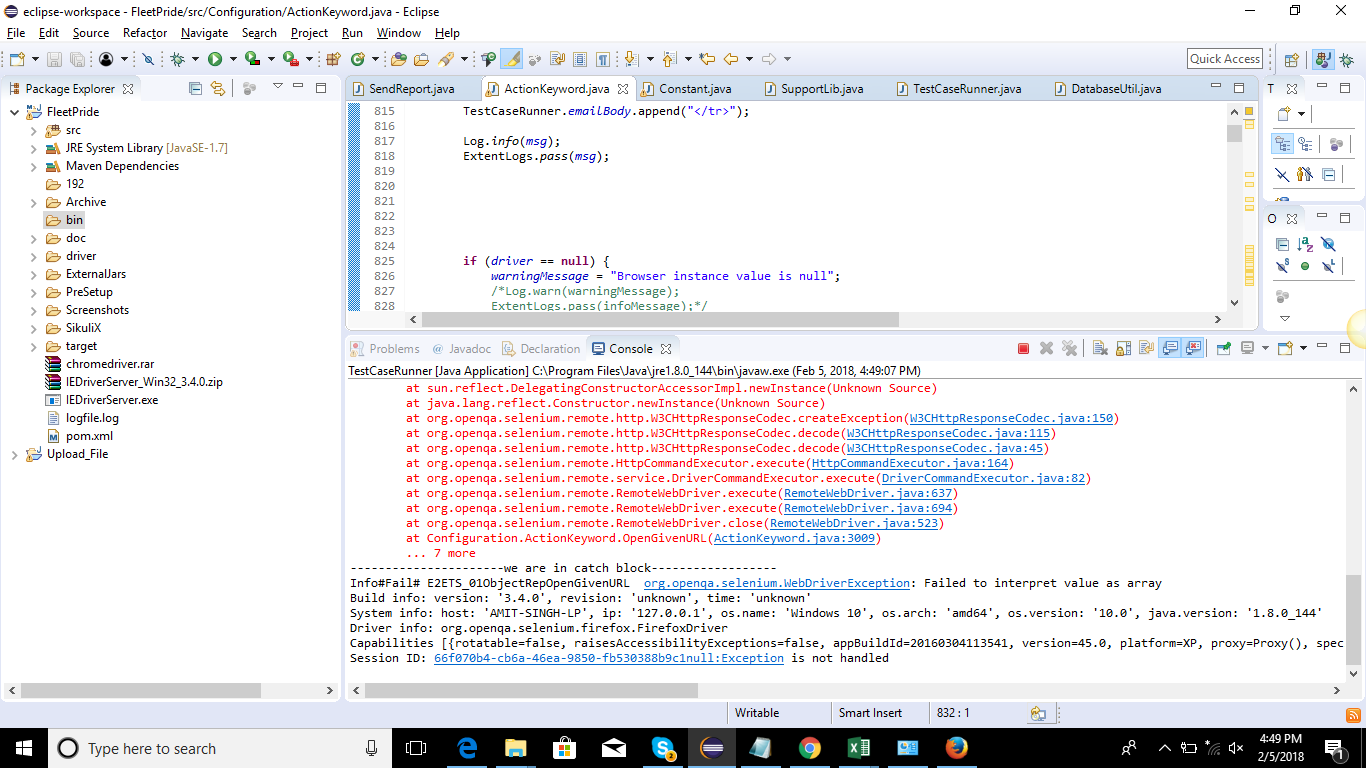 eclipse-workspace - FleetPride/src/Configuration/ActionKeyword.java - Eclipse
File Edit Source Refactor Navigate Search Project Run Window Help
Quick Access
Package Explorer
FleetPride
src
JRE System Library [JavaSE-1.7]
Maven Dependencies
192
Archive
bin
doc
driver
ExternalJars
PreSetup
Screenshots
SikuliX
target
chromedriver.rar
IEDriverServer_Win32_3.4.0.zip
IEDriverServer.exe
logfile.log
pom.xml
Upload_File
SendReport.java ActionKeyword.java Constant.java SupportLib.java TestCaseRunner.java DatabaseUtil.java
815 TestCaseRunner.emailBody.append("</tr>");
816
817 Log.info(msg);
818 ExtentLogs.pass(msg);
819
820
821
822
823
824
825 if (driver == null) {
826 warningMessage = "Browser instance value is null";
827 /*Log.warn(warningMessage);
828 ExtentLogs.pass(infoMessage);*/
T
O
Problems @ Javadoc Declaration Console
TestCaseRunner [Java Application] C:\Program Files\Java\jre1.8.0_144\bin\javaw.exe (Feb 5, 2018, 4:49:07 PM)
at sun.reflect.DelegatingConstructorAccessorImpl.newInstance(Unknown Source)
at java.lang.reflect.Constructor.newInstance(Unknown Source)
at org.openqa.selenium.remote.http.W3CHttpResponseCodec.createException(W3CHttpResponseCodec.java:150)
at org.openqa.selenium.remote.http.W3CHttpResponseCodec.decode(W3CHttpResponseCodec.java:115)
at org.openqa.selenium.remote.http.W3CHttpResponseCodec.decode(W3CHttpResponseCodec.java:45)
at org.openqa.selenium.remote.HttpCommandExecutor.execute(HttpCommandExecutor.java:164)
at org.openqa.selenium.remote.service.DriverCommandExecutor.execute(DriverCommandExecutor.java:82)
at org.openqa.selenium.remote.RemoteWebDriver.execute(RemoteWebDriver.java:637)
at org.openqa.selenium.remote.RemoteWebDriver.execute(RemoteWebDriver.java:694)
at org.openqa.selenium.remote.RemoteWebDriver.close(RemoteWebDriver.java:523)
at Configuration.ActionKeyword.OpenGivenURL(ActionKeyword.java:3009)
... 7 more
----------------------we are in catch block------------------
Info#Fail# E2ETS_01ObjectRepOpenGivenURL org.openqa.selenium.WebDriverException: Failed to interpret value as array
Build info: version: '3.4.0', revision: 'unknown', time: 'unknown'
System info: host: 'AMIT-SINGH-LP', ip: '127.0.0.1', os.name: 'Windows 10', os.arch: 'amd64', os.version: '10.0', java.version: '1.8.0_144'
Driver info: org.openqa.selenium.firefox.FirefoxDriver
Capabilities [{rotatable=false, raisesAccessibilityExceptions=false, appBuildId=20160304113541, version=45.0, platform=XP, proxy=Proxy(), spec
Session ID: 66f070b4-cb6a-46ea-9850-fb530388b9c1null:Exception is not handled
Writable Smart Insert 832 : 1
Type here to search
4:49 PM
2/5/2018